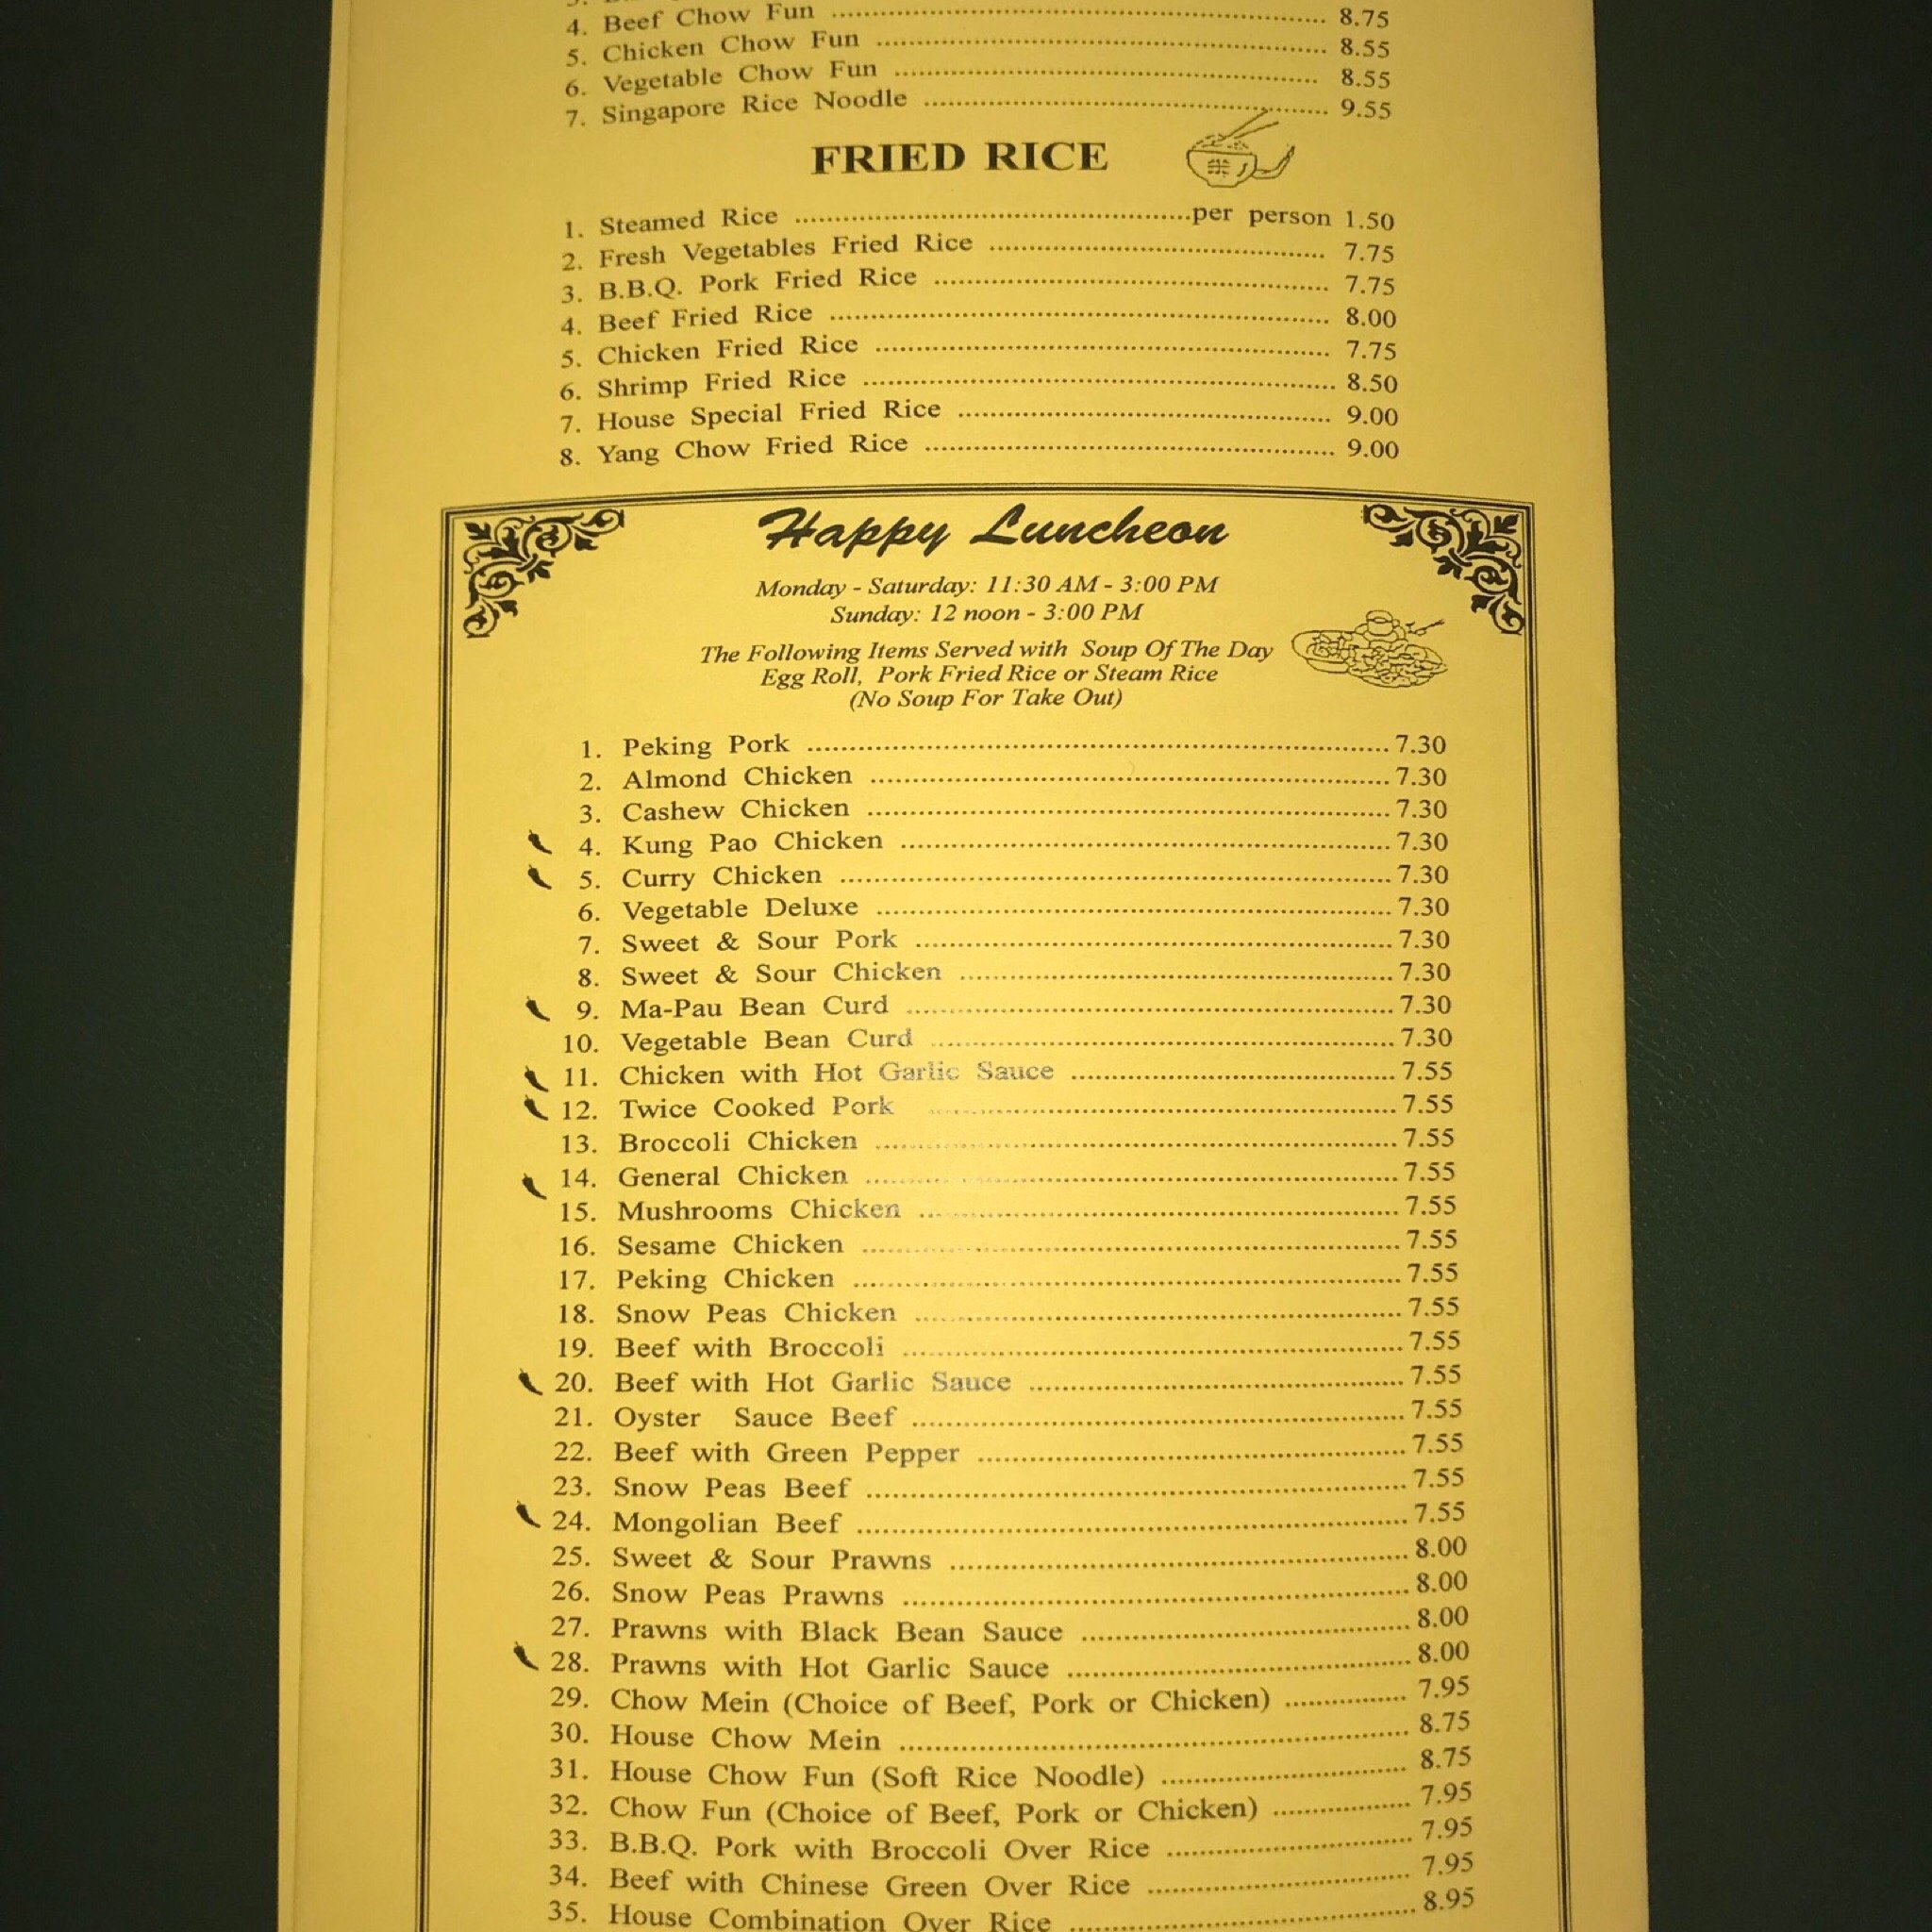 4. Beef Chow Fun ........ 8.75
5. Chicken Chow Fun ........ 8.55
6. Vegetable Chow Fun ........ 8.55
7. Singapore Rice Noodle ........ 9.55
FRIED RICE
1. Steamed Rice ........ per person 1.50
2. Fresh Vegetables Fried Rice ........ 7.75
3. B.B.Q. Pork Fried Rice ........ 7.75
4. Beef Fried Rice ........ 8.00
5. Chicken Fried Rice ........ 7.75
6. Shrimp Fried Rice ........ 8.50
7. House Special Fried Rice ........ 9.00
8. Yang Chow Fried Rice ........ 9.00
Happy Luncheon
Monday - Saturday: 11:30 AM - 3:00 PM
Sunday: 12 noon - 3:00 PM
The Following Items Served with Soup Of The Day
Egg Roll, Pork Fried Rice or Steam Rice
(No Soup For Take Out)
1. Peking Pork ........ 7.30
2. Almond Chicken ........ 7.30
3. Cashew Chicken ........ 7.30
4. Kung Pao Chicken ........ 7.30
5. Curry Chicken ........ 7.30
6. Vegetable Deluxe ........ 7.30
7. Sweet & Sour Pork ........ 7.30
8. Sweet & Sour Chicken ........ 7.30
9. Ma-Pau Bean Curd ........ 7.30
10. Vegetable Bean Curd ........ 7.30
11. Chicken with Hot Garlic Sauce ........ 7.55
12. Twice Cooked Pork ........ 7.55
13. Broccoli Chicken ........ 7.55
14. General Chicken ........ 7.55
15. Mushrooms Chicken ........ 7.55
16. Sesame Chicken ........ 7.55
17. Peking Chicken ........ 7.55
18. Snow Peas Chicken ........ 7.55
19. Beef with Broccoli ........ 7.55
20. Beef with Hot Garlic Sauce ........ 7.55
21. Oyster Sauce Beef ........ 7.55
22. Beef with Green Pepper ........ 7.55
23. Snow Peas Beef ........ 7.55
24. Mongolian Beef ........ 7.55
25. Sweet & Sour Prawns ........ 8.00
26. Snow Peas Prawns ........ 8.00
27. Prawns with Black Bean Sauce ........ 8.00
28. Prawns with Hot Garlic Sauce ........ 8.00
29. Chow Mein (Choice of Beef, Pork or Chicken) ........ 7.95
30. House Chow Mein ........ 8.75
31. House Chow Fun (Soft Rice Noodle) ........ 8.75
32. Chow Fun (Choice of Beef, Pork or Chicken) ........ 7.95
33. B.B.Q. Pork with Broccoli Over Rice ........ 7.95
34. Beef with Chinese Green Over Rice ........ 7.95
35. House Combination Over Rice ........ 8.95